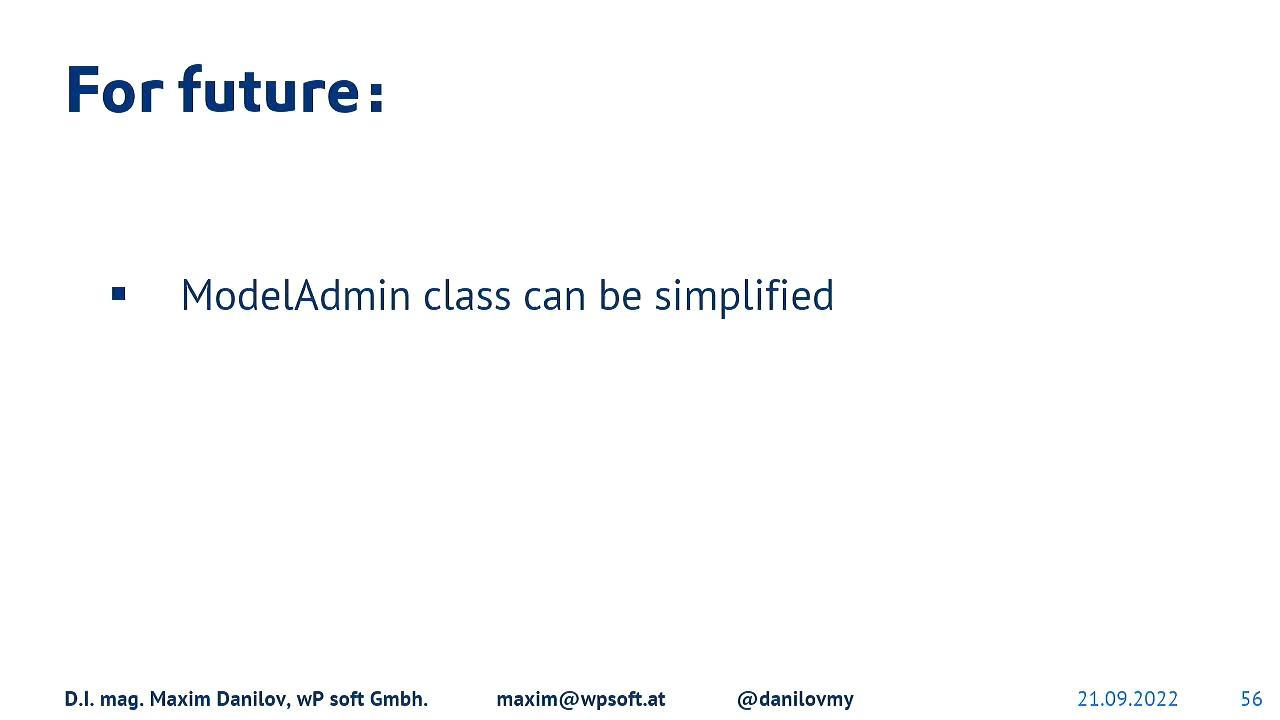 For future:
▪ ModelAdmin class can be simplified
D.I. mag. Maxim Danilov, wP soft Gmbh. maxim@wpsoft.at @danilovmy 21.09.2022 56